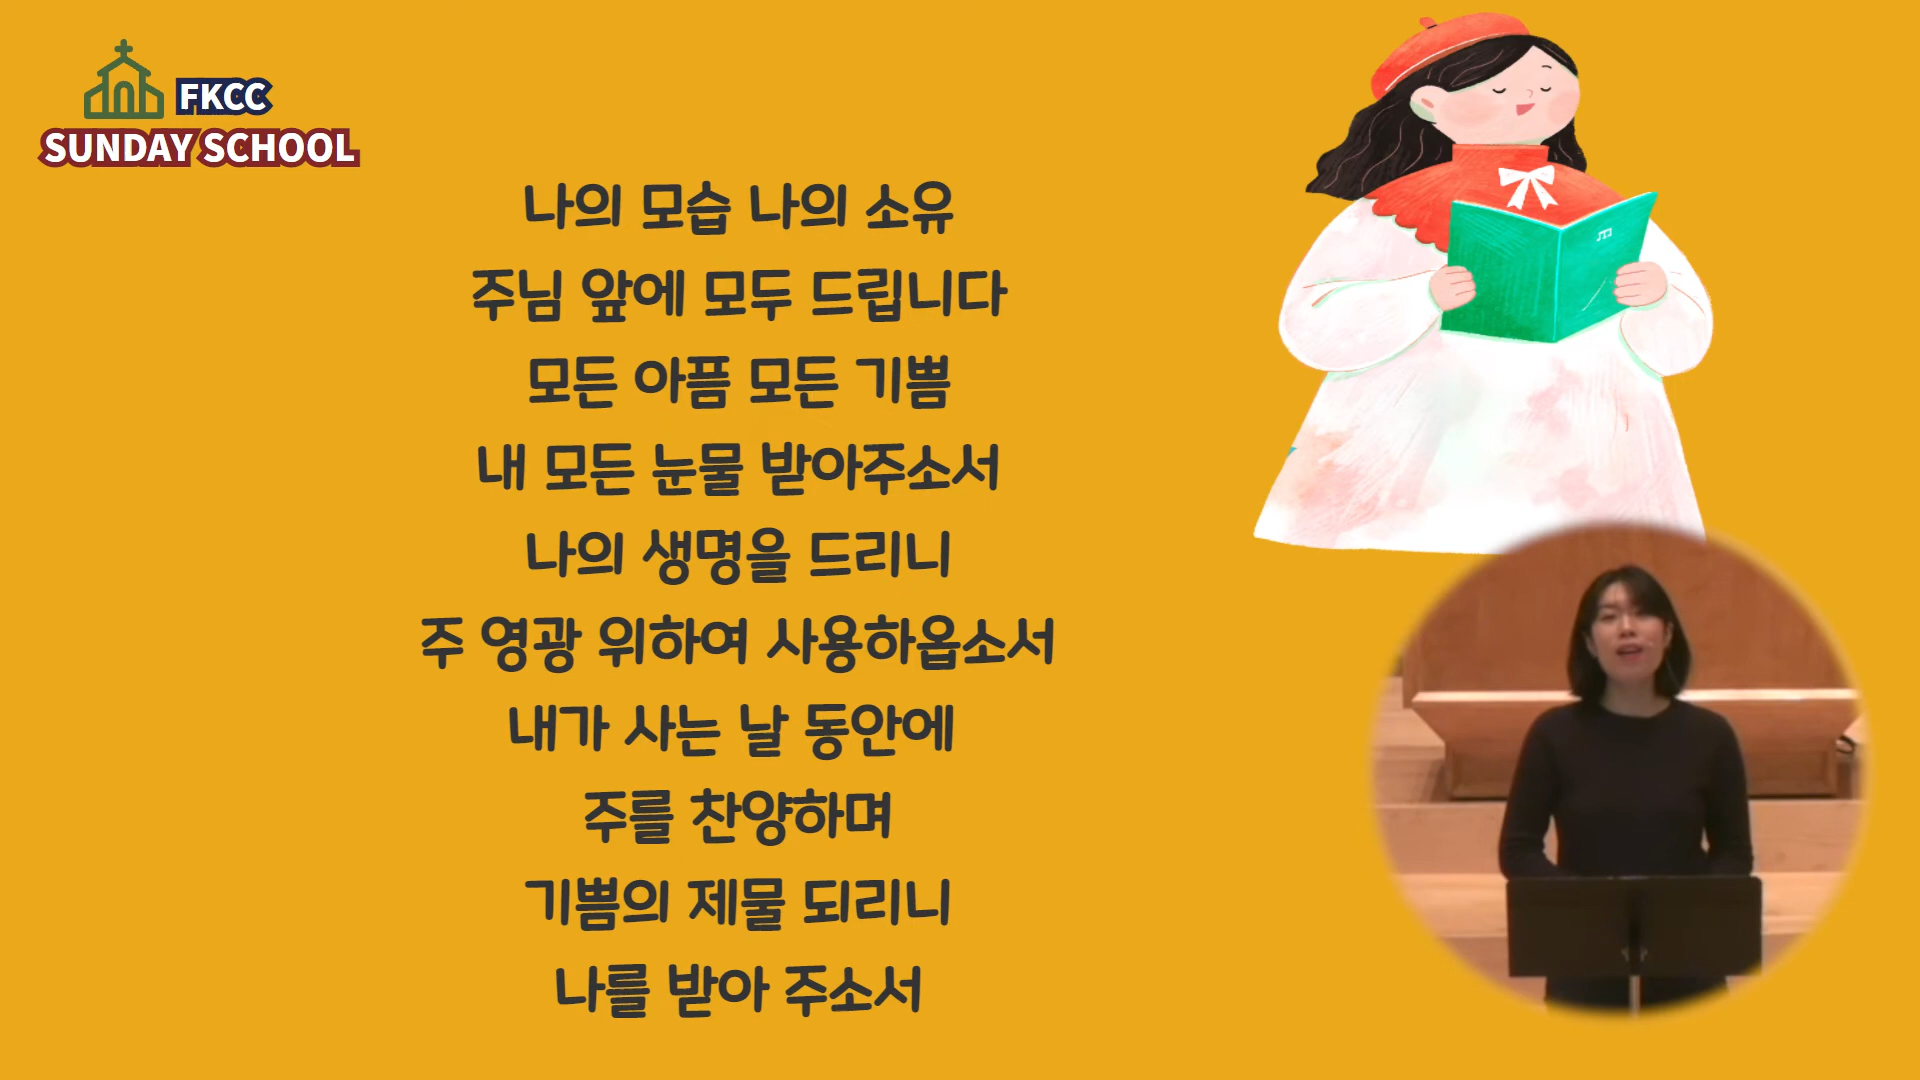 FKCC
SUNDAY SCHOOL
나의 모습 나의 소유
주님 앞에 모두 드립니다
모든 아픔 모든 기쁨
내 모든 눈물 받아주소서
나의 생명을 드리니
주 영광 위하여 사용하옵소서
내가 사는 날 동안에
주를 찬양하며
기쁨의 제물 되리니
나를 받아 주소서